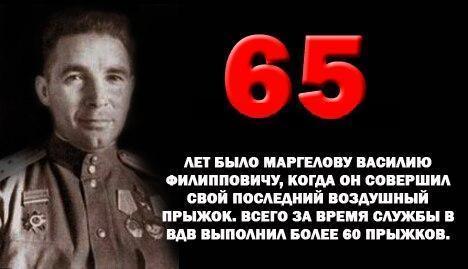 65
ЛЕТ БЫЛО МАРГЕЛОВУ ВАСИЛИЮ
ФИЛИППОВИЧУ, КОГДА ОН СОВЕРШИЛ
СВОЙ ПОСЛЕДНИЙ ВОЗДУШНЫЙ
ПРЫЖОК. ВСЕГО ЗА ВРЕМЯ СЛУЖБЫ В
ВДВ ВЫПОЛНИЛ БОЛЕЕ 60 ПРЫЖКОВ.